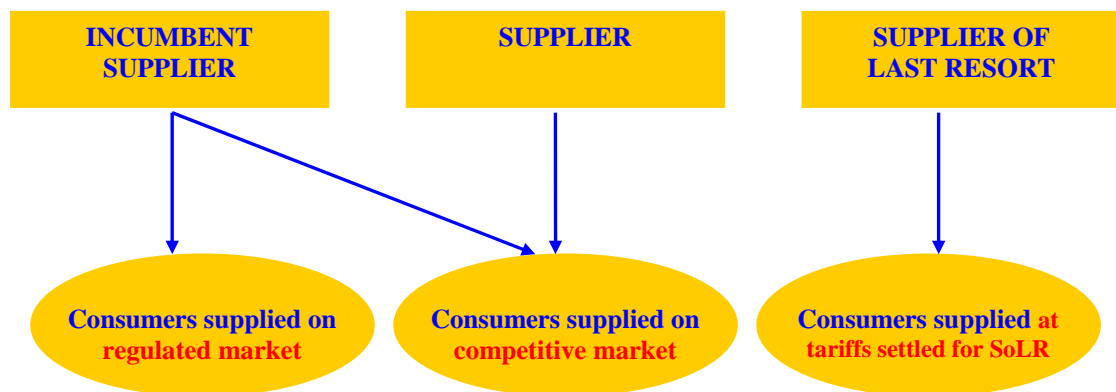 INCUMBENT
SUPPLIER
SUPPLIER
SUPPLIER OF
LAST RESORT
Consumers supplied on
regulated market
Consumers supplied on
competitive market
Consumers supplied at
tariffs settled for SoLR